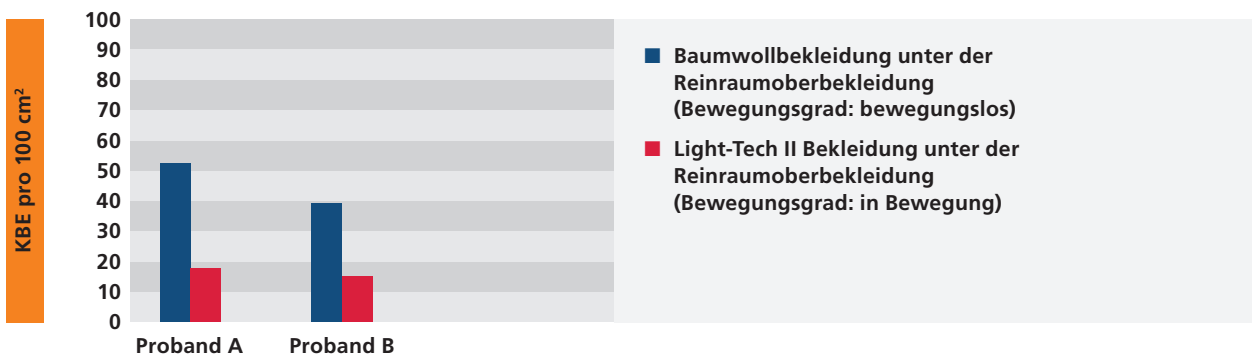 KBE pro 100 cm²
100
90
80
70
60
50
40
30
20
10
0
Proband A
Proband B
Baumwollbekleidung unter der
Reinraumoberbekleidung
(Bewegungsgrad: bewegungslos)
Light-Tech II Bekleidung unter der
Reinraumoberbekleidung
(Bewegungsgrad: in Bewegung)